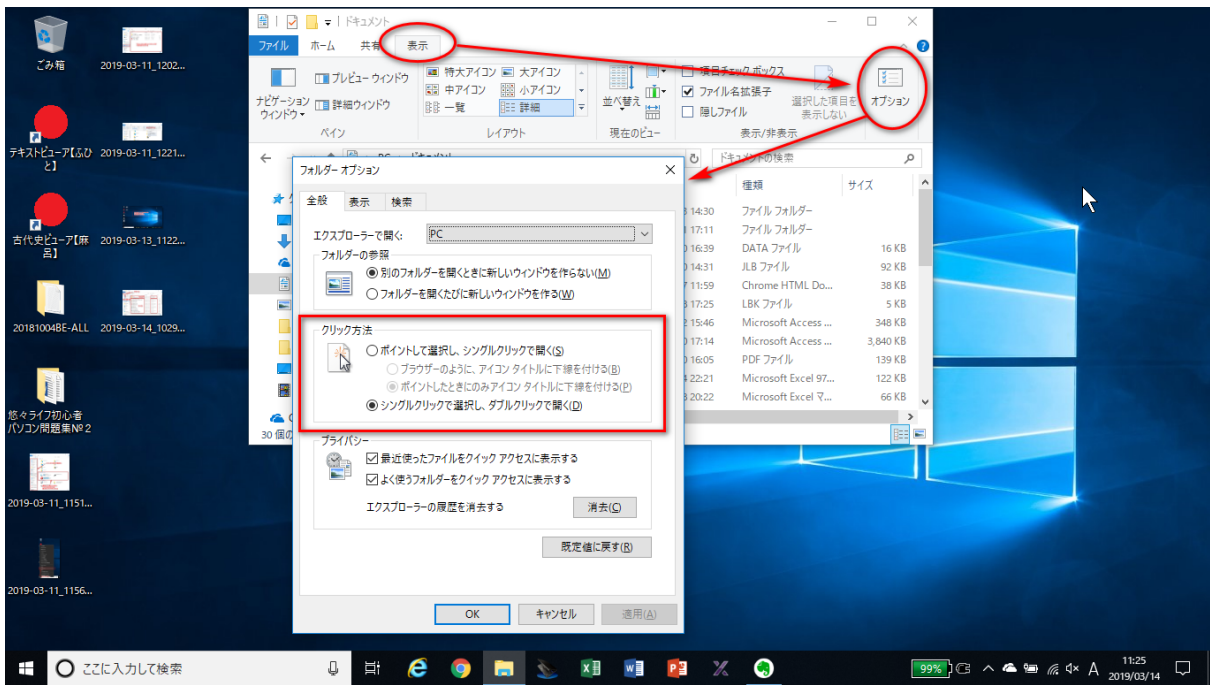 ドキュメント
ファイル ホーム 共有 表示
ナビゲーション ウィンドウ
プレビュー ウィンドウ
詳細ウィンドウ
ペイン
特大アイコン 大アイコン
中アイコン 小アイコン
一覧 詳細
レイアウト
並べ替え
現在のビュー
項目チェック ボックス
ファイル名拡張子
隠しファイル
選択した項目を
表示しない
表示/非表示
オプション
PC
ドキュメントの検索
種類 サイズ
14:30 ファイル フォルダー
17:11 ファイル フォルダー
16:39 DATA ファイル 16 KB
14:31 JLB ファイル 92 KB
11:59 Chrome HTML Do... 38 KB
17:25 LBK ファイル 5 KB
15:46 Microsoft Access ... 348 KB
17:14 Microsoft Access ... 3,840 KB
16:05 PDF ファイル 139 KB
22:21 Microsoft Excel 97... 122 KB
20:22 Microsoft Excel マ... 66 KB
30 個の
フォルダー オプション
全般 表示 検索
エクスプローラーで開く: PC
フォルダーの参照
別のフォルダーを開くときに新しいウィンドウを作らない(M)
フォルダーを開くたびに新しいウィンドウを作る(W)
クリック方法
ポイントして選択し、シングルクリックで開く(S)
ブラウザーのように、アイコン タイトルに下線を付ける(B)
ポイントしたときにのみアイコン タイトルに下線を付ける(P)
シングルクリックで選択し、ダブルクリックで開く(D)
プライバシー
最近使ったファイルをクイック アクセスに表示する
よく使うフォルダーをクイック アクセスに表示する
エクスプローラーの履歴を消去する 消去(C)
既定値に戻す(R)
OK キャンセル 適用(A)
ごみ箱
2019-03-11_1202...
テキストビューア【ふひ
と】
2019-03-11_1221...
古代史ビューア【麻
呂】
2019-03-13_1122...
20181004BE-ALL
2019-03-14_1029...
悠々ライフ初心者
パソコン問題集№2
2019-03-11_1151...
2019-03-11_1156...
ここに入力して検索
99%
A
11:25
2019/03/14